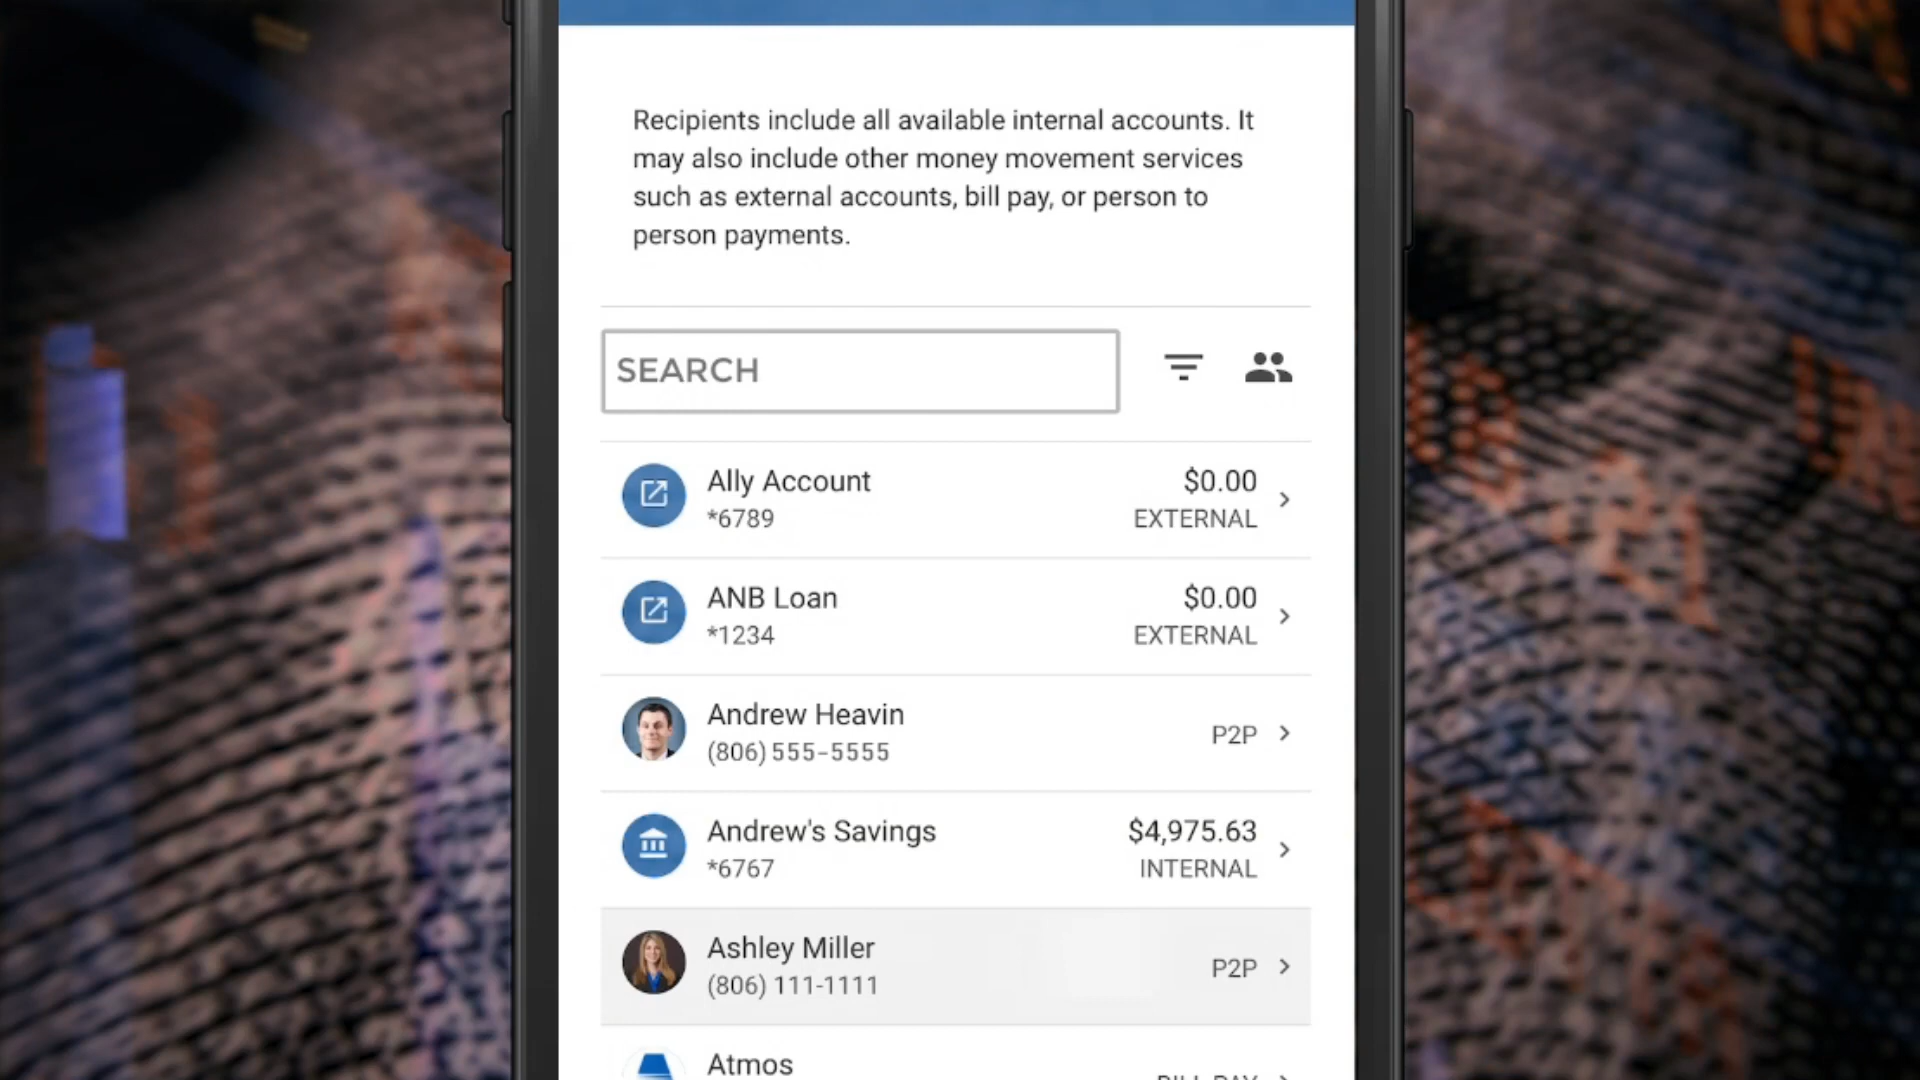 Recipients include all available internal accounts. It
may also include other money movement services
such as external accounts, bill pay, or person to
person payments.
SEARCH
Ally Account
$0.00
*6789
EXTERNAL
ANB Loan
$0.00
*1234
EXTERNAL
Andrew Heavin
(806) 555-5555
P2P
Andrew's Savings
$4,975.63
*6767
INTERNAL
Ashley Miller
(806) 111-1111
P2P
Atmos
BILL PAY